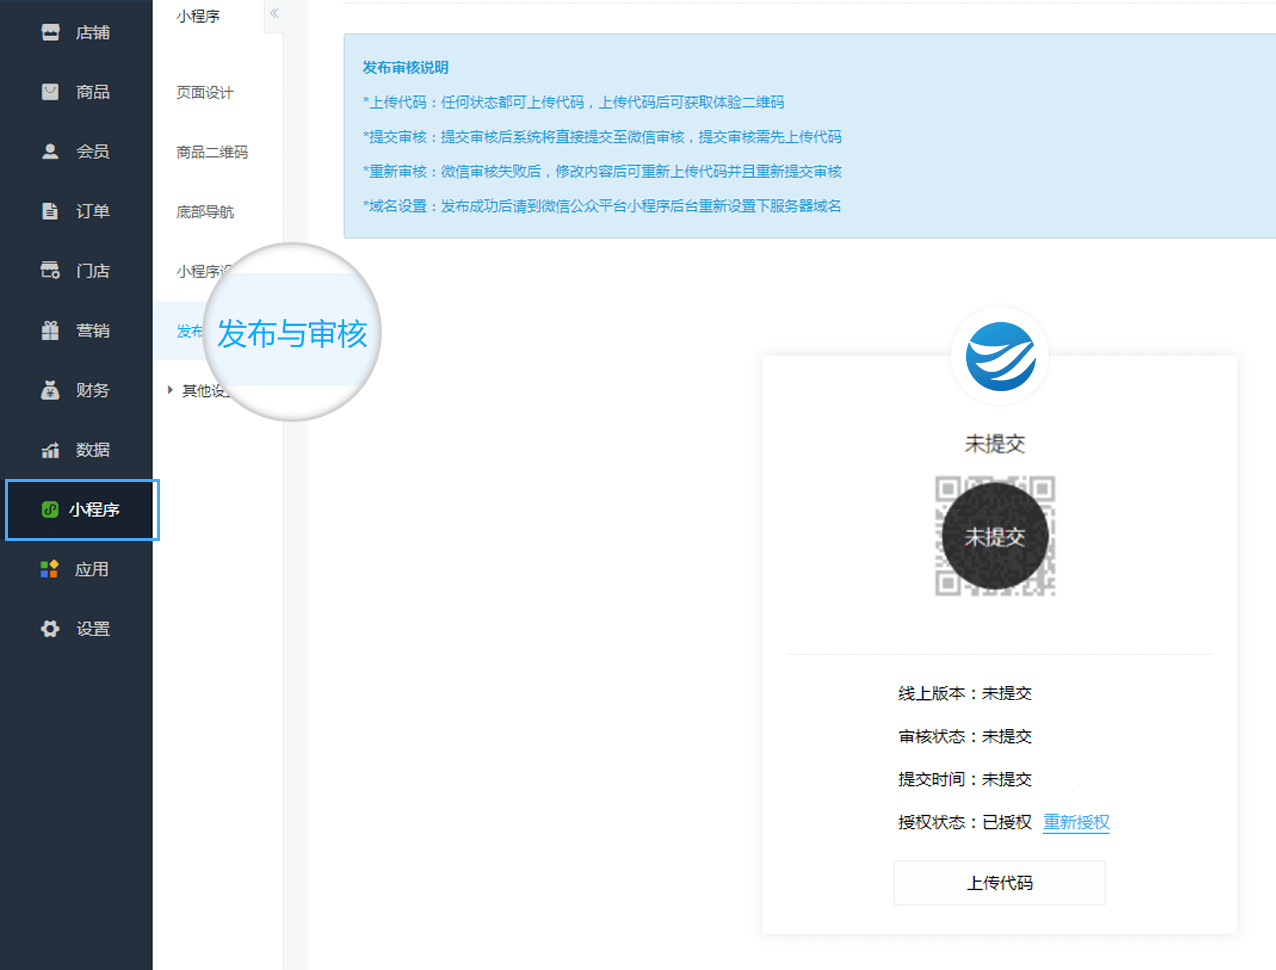 店铺
商品
会员
订单
门店
营销
财务
数据
小程序
应用
设置
小程序
页面设计
商品二维码
底部导航
小程序
发布
发布与审核
其他设
发布审核说明
*上传代码：任何状态都可上传代码，上传代码后可获取体验二维码
*提交审核：提交审核后系统将直接提交至微信审核，提交审核需先上传代码
*重新审核：微信审核失败后，修改内容后可重新上传代码并且重新提交审核
*域名设置：发布成功后请到微信公众平台小程序后台重新设置下服务器域名
未提交
未提交
线上版本：未提交
审核状态：未提交
提交时间：未提交
授权状态：已授权 重新授权
上传代码